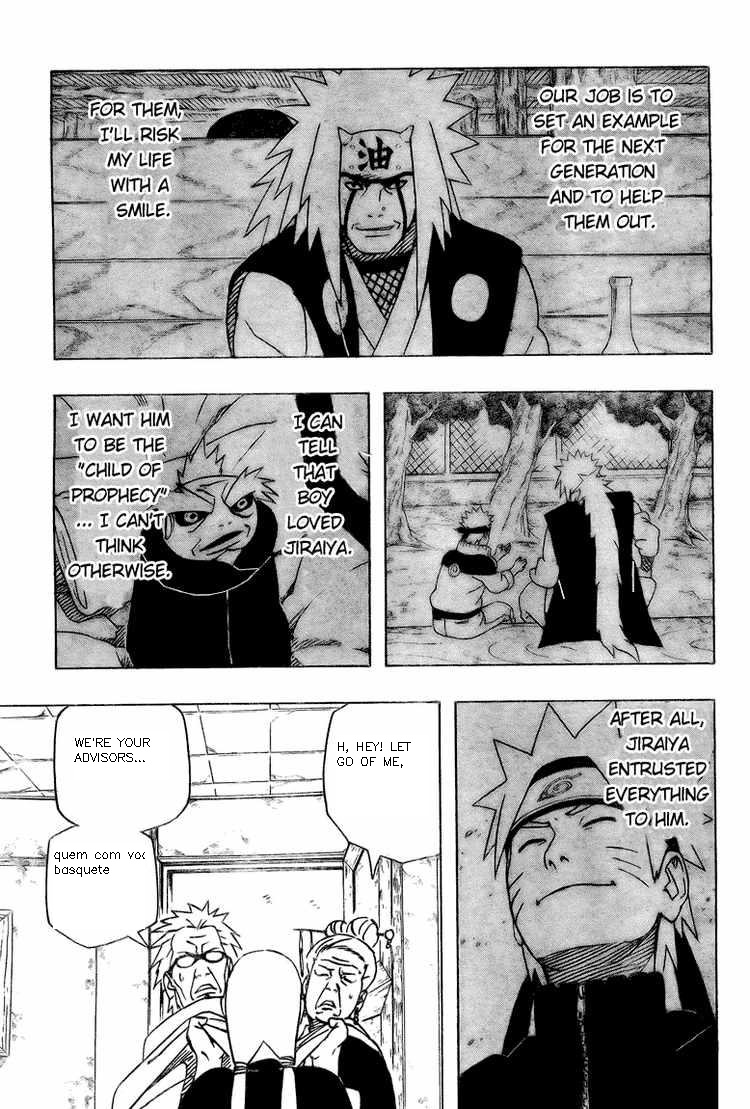 OUR JOB IS TO
SET AN EXAMPLE
FOR THE NEXT
GENERATION
AND TO HELP
THEM OUT.
FOR THEM,
I'LL RISK
MY LIFE
WITH A
SMILE.
油
I CAN
TELL
THAT
BOY
LOVED
JIRAIYA.
I WANT HIM
TO BE THE
"CHILD OF
PROPHECY"
... I CAN'T
THINK
OTHERWISE.
AFTER ALL,
JIRAIYA
ENTRUSTED
EVERYTHING
TO HIM.
H, HEY! LET
GO OF ME,
WE'RE YOUR
ADVISORS...
quem com voc
basquete